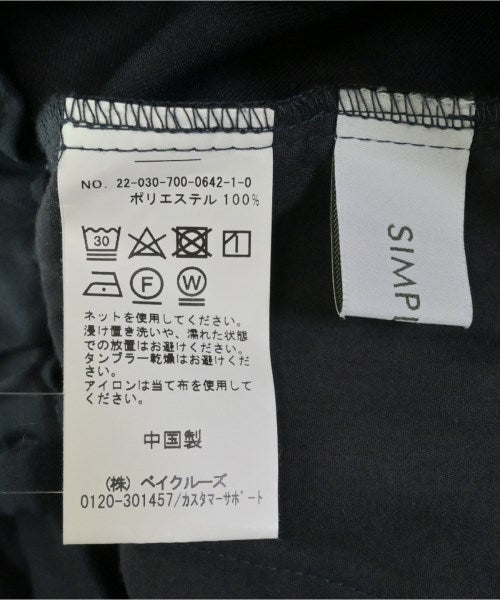 NO. 22-030-700-0642-1-0
ポリエステル 100%
30
F
W
ネットを使用してください。
浸け置き洗いや、濡れた状態
での放置はお避けください。
タンブラー乾燥はお避けください。
アイロンは当て布を使用してください。
中国製
(株) ベイクルーズ
0120-301457/カスタマーサポート
SIMPL